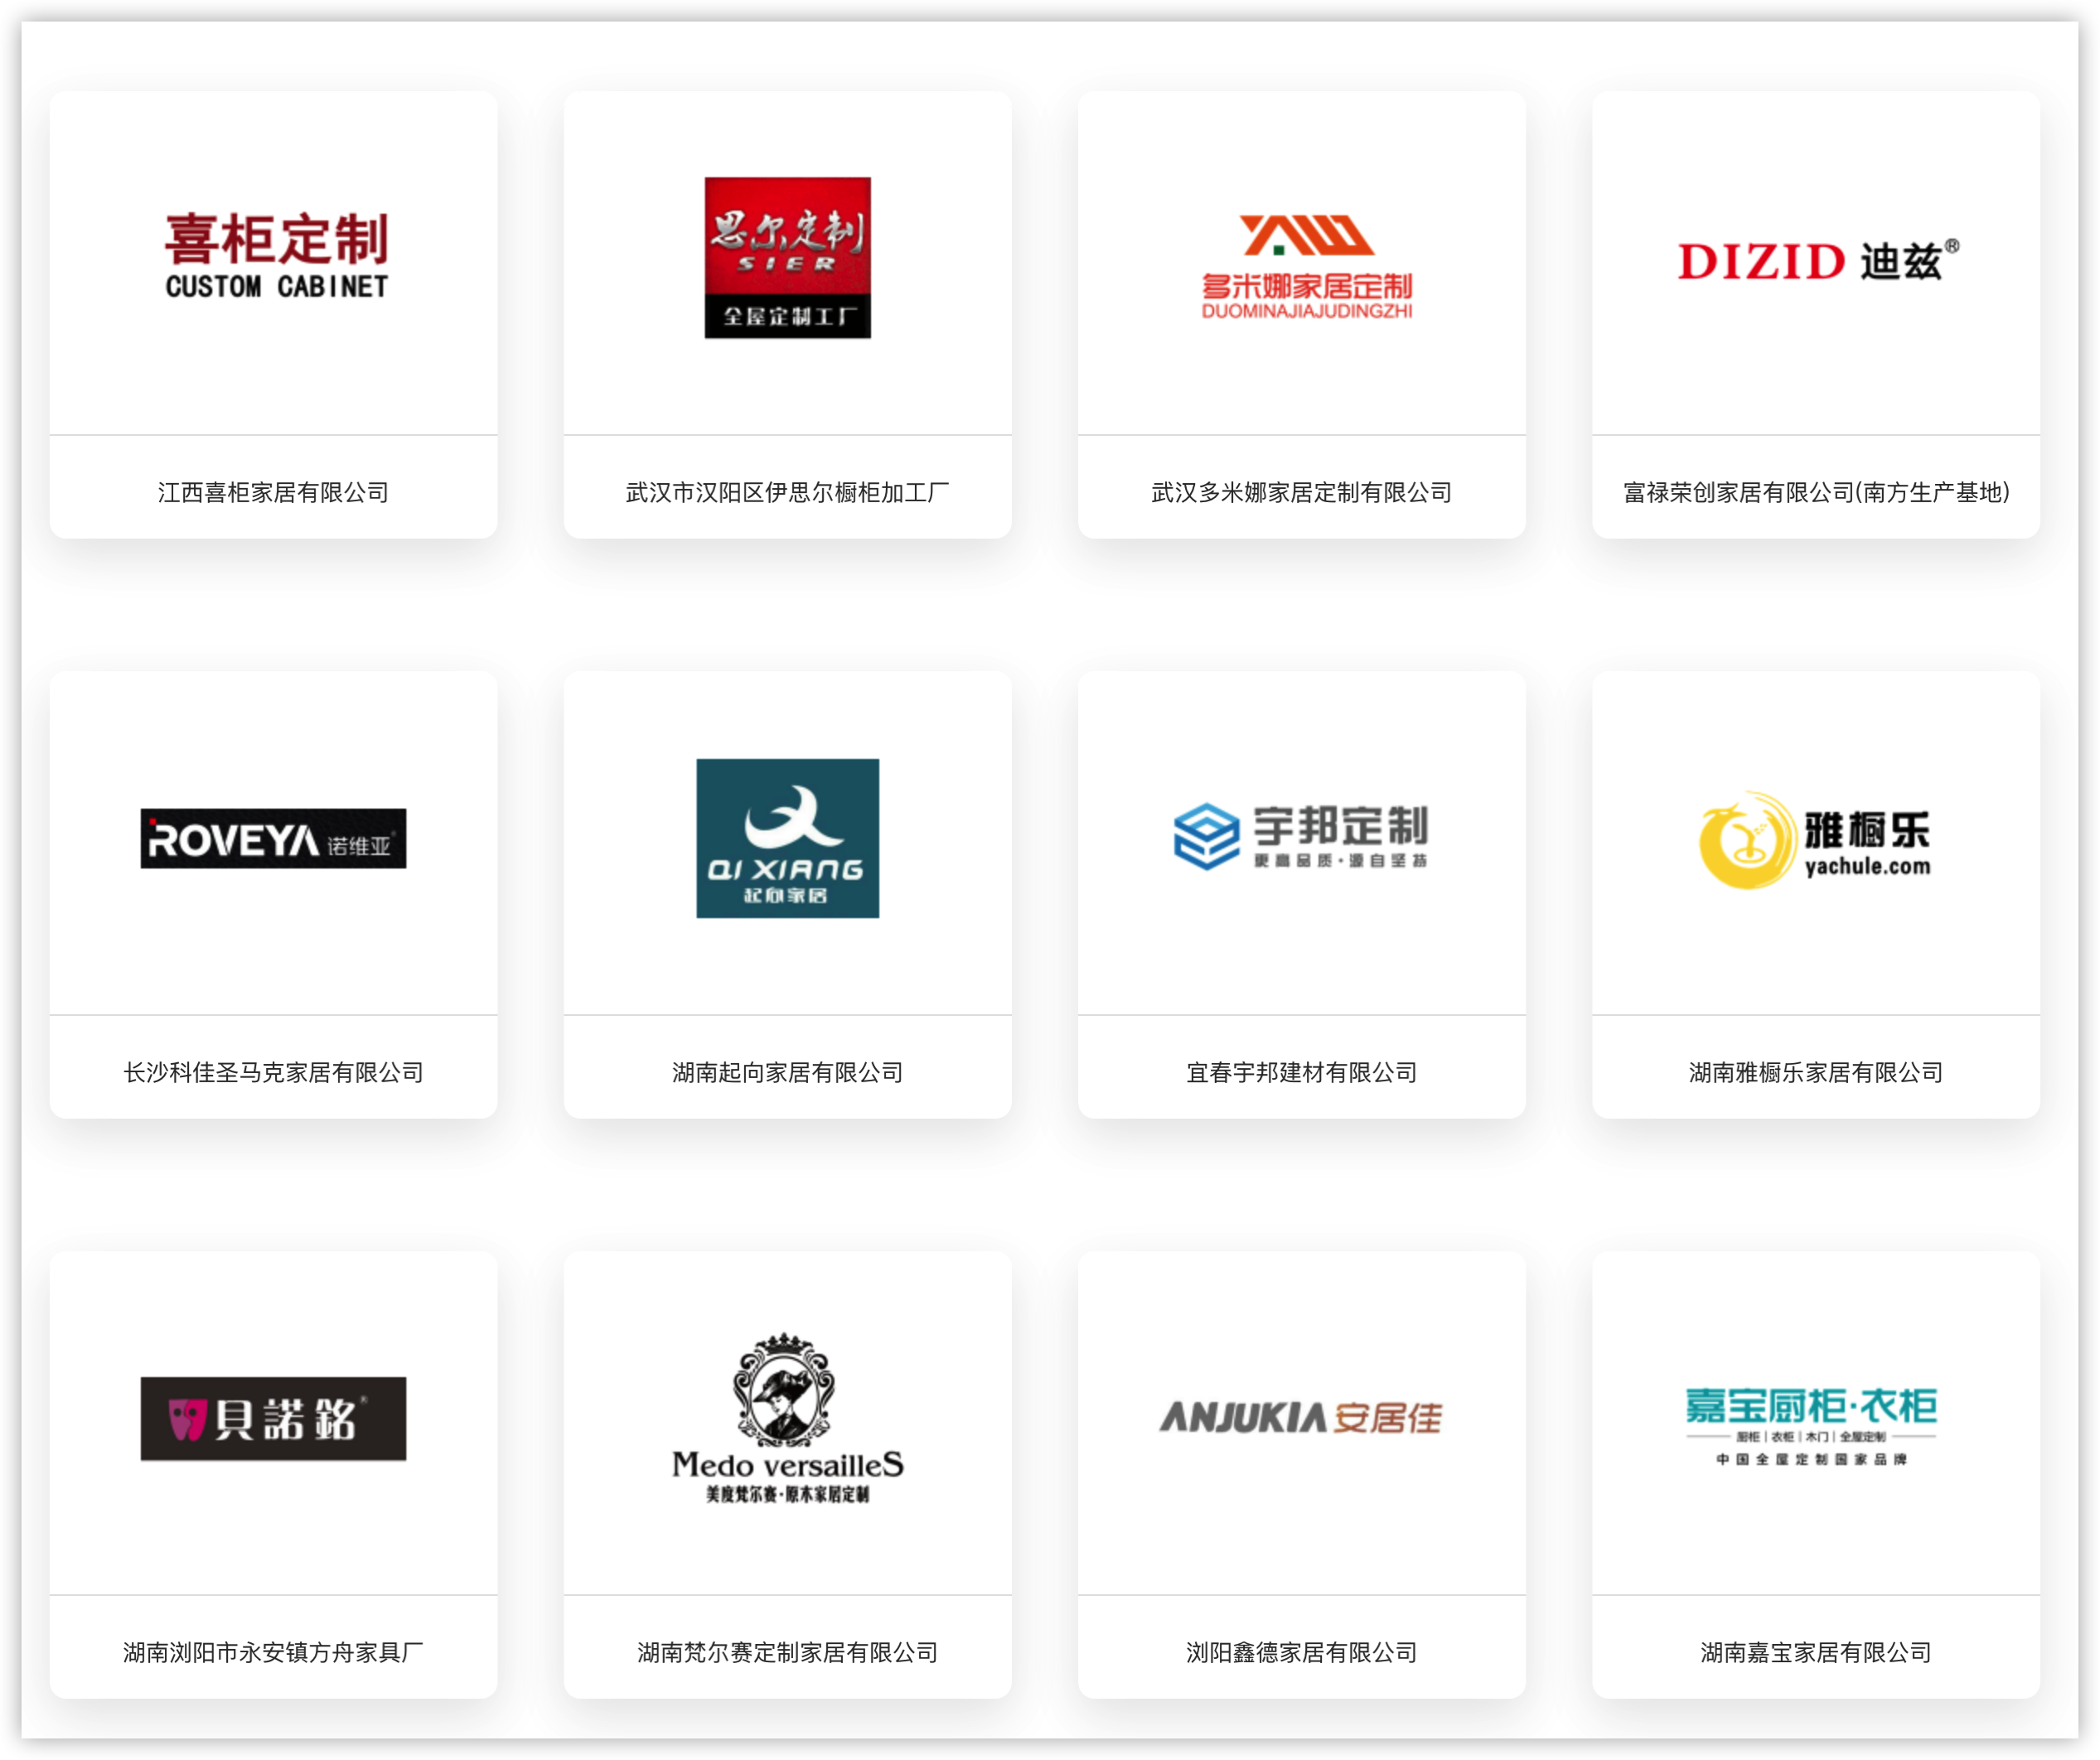 喜柜定制
CUSTOM CABINET
江西喜柜家居有限公司
思尔定制
SIER
全屋定制工厂
武汉市汉阳区伊思尔橱柜加工厂
多米娜家居定制
DUOMINAJIAJUDINGZHI
武汉多米娜家居定制有限公司
DIZID 迪兹®
富禄荣创家居有限公司(南方生产基地)
ROVEYA 诺维亚®
长沙科佳圣马克家居有限公司
QI XIANG
起向家居
湖南起向家居有限公司
宇邦定制
更高品质·源自坚持
宜春宇邦建材有限公司
雅橱乐
yachule.com
湖南雅橱乐家居有限公司
貝諾銘®
湖南浏阳市永安镇方舟家具厂
Medo versailleS
美度梵尔赛·原木家居定制
湖南梵尔赛定制家居有限公司
ANJUKIA 安居佳
浏阳鑫德家居有限公司
嘉宝厨柜·衣柜
厨柜|衣柜|木门|全屋定制
中国全屋定制国家品牌
湖南嘉宝家居有限公司